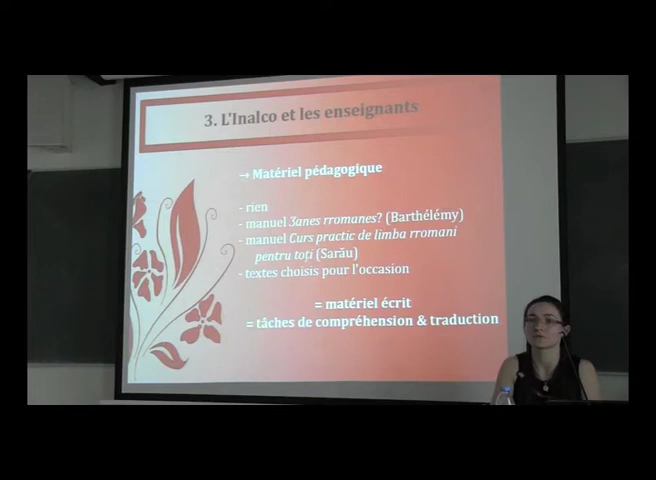 3. L'Inalco et les enseignants
→ Matériel pédagogique
- rien
- manuel Ʒanes rromanes? (Barthélémy)
- manuel Curs practic de limba rromani
pentru toți (Sarău)
- textes choisis pour l'occasion
= matériel écrit
= tâches de compréhension & traduction